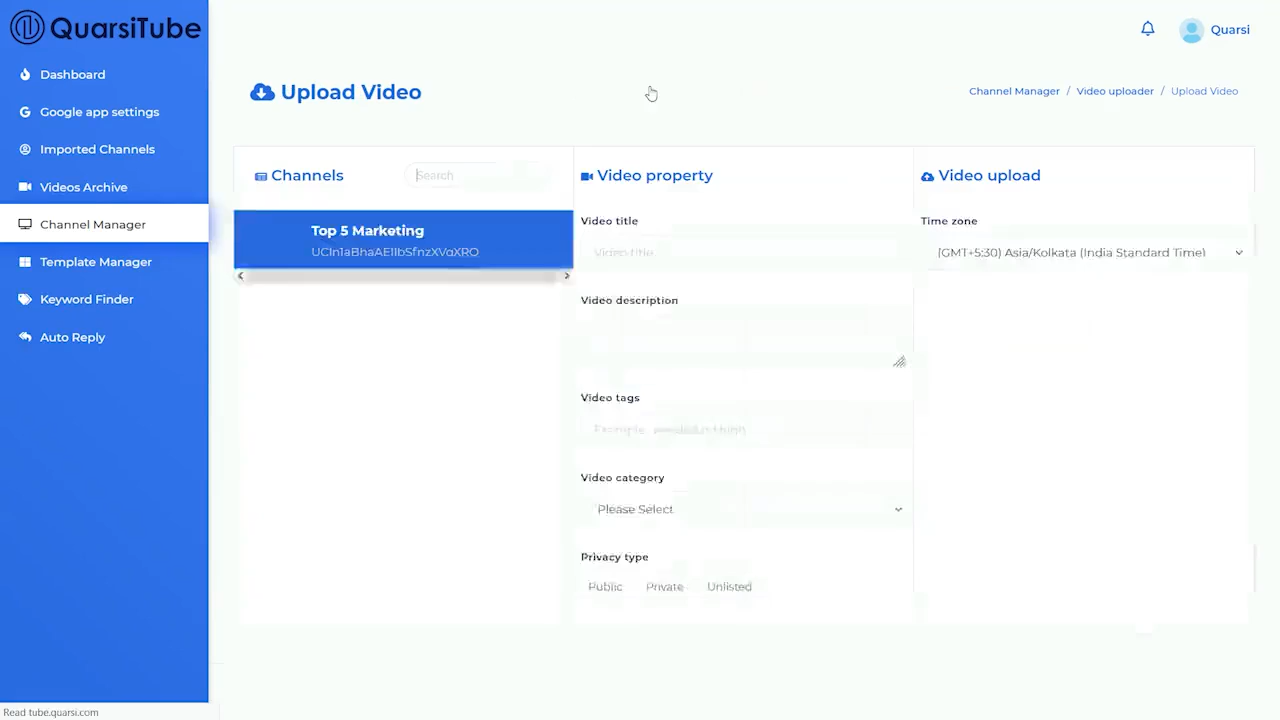 QuarsiTube
Quarsi
Dashboard
Google app settings
Imported Channels
Videos Archive
Channel Manager
Template Manager
Keyword Finder
Auto Reply
Upload Video
Channel Manager / Video uploader / Upload Video
Channels
Search
Top 5 Marketing
Video property
Video title
Video title
Video description
Video tags
Example
Video category
Please Select
Privacy type
Public Private Unlisted
Video upload
Time zone
(GMT+5:30) Asia/Kolkata (India Standard Time)
Read tube.quarsi.com